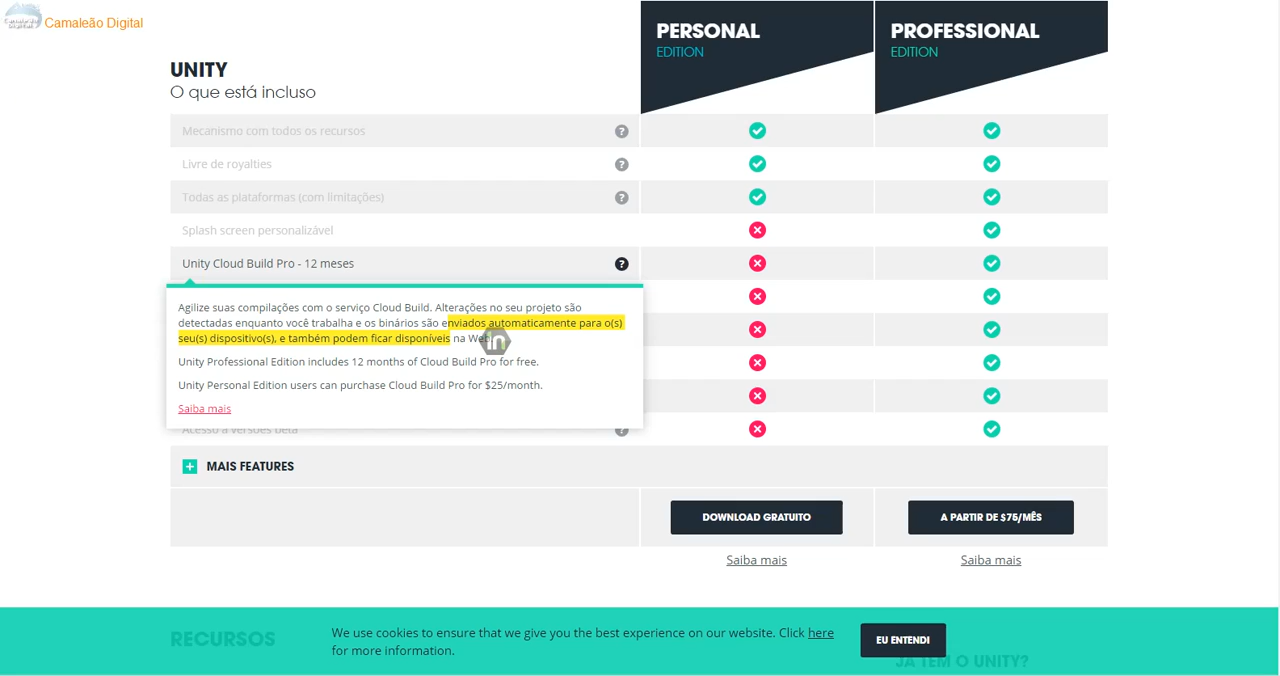 Camaleão Digital
PERSONAL
EDITION
PROFESSIONAL
EDITION
UNITY
O que está incluso
Mecanismo com todos os recursos ?
Livre de royalties ?
Todas as plataformas (com limitações) ?
Splash screen personalizável
Unity Cloud Build Pro - 12 meses ?
Agilize suas compilações com o serviço Cloud Build. Alterações no seu projeto são
detectadas enquanto você trabalha e os binários são enviados automaticamente para o(s)
seu(s) dispositivo(s), e também podem ficar disponíveis na Web.
Unity Professional Edition includes 12 months of Cloud Build Pro for free.
Unity Personal Edition users can purchase Cloud Build Pro for $25/month.
Saiba mais
Acesso a versões beta ?
MAIS FEATURES
DOWNLOAD GRATUITO
A PARTIR DE $75/MÊS
Saiba mais
Saiba mais
RECURSOS
We use cookies to ensure that we give you the best experience on our website. Click here
for more information.
EU ENTENDI
JÁ TEM O UNITY?